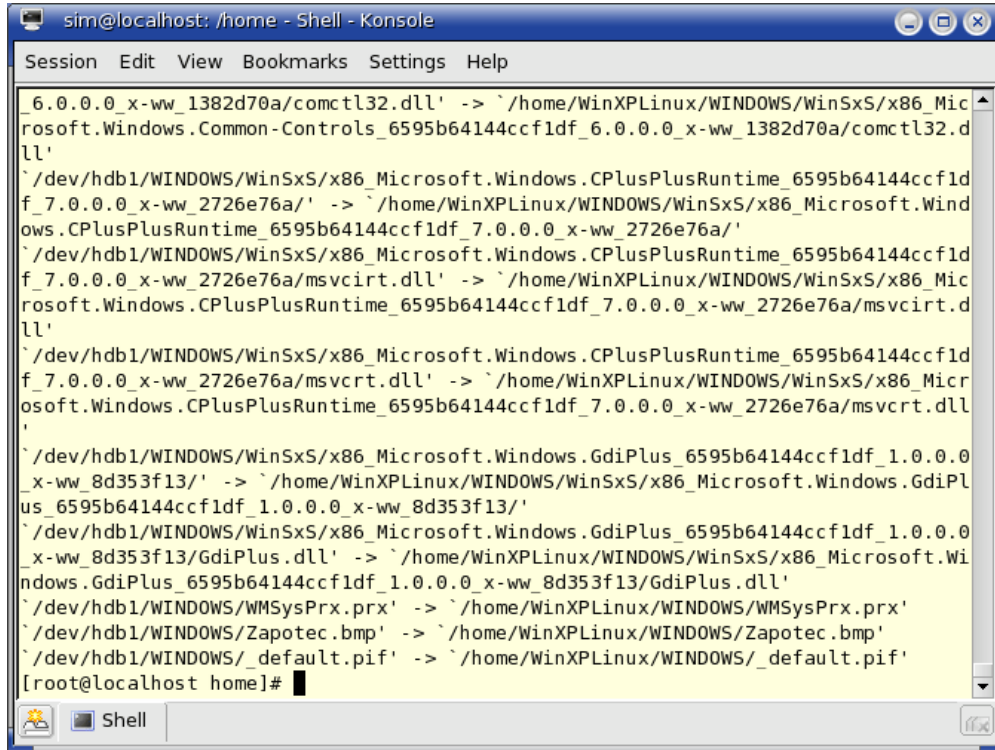 sim@localhost: /home - Shell - Konsole
Session Edit View Bookmarks Settings Help
_6.0.0.0_x-ww_1382d70a/comctl32.dll' -> `/home/WinXPLinux/WINDOWS/WinSxS/x86_Mic
rosoft.Windows.Common-Controls_6595b64144ccf1df_6.0.0.0_x-ww_1382d70a/comctl32.d
ll'
`/dev/hdb1/WINDOWS/WinSxS/x86_Microsoft.Windows.CPlusPlusRuntime_6595b64144ccf1d
f_7.0.0.0_x-ww_2726e76a/' -> `/home/WinXPLinux/WINDOWS/WinSxS/x86_Microsoft.Wind
ows.CPlusPlusRuntime_6595b64144ccf1df_7.0.0.0_x-ww_2726e76a/'
`/dev/hdb1/WINDOWS/WinSxS/x86_Microsoft.Windows.CPlusPlusRuntime_6595b64144ccf1d
f_7.0.0.0_x-ww_2726e76a/msvcirt.dll' -> `/home/WinXPLinux/WINDOWS/WinSxS/x86_Mic
rosoft.Windows.CPlusPlusRuntime_6595b64144ccf1df_7.0.0.0_x-ww_2726e76a/msvcirt.d
ll'
`/dev/hdb1/WINDOWS/WinSxS/x86_Microsoft.Windows.CPlusPlusRuntime_6595b64144ccf1d
f_7.0.0.0_x-ww_2726e76a/msvcrt.dll' -> `/home/WinXPLinux/WINDOWS/WinSxS/x86_Micr
osoft.Windows.CPlusPlusRuntime_6595b64144ccf1df_7.0.0.0_x-ww_2726e76a/msvcrt.dll
'
`/dev/hdb1/WINDOWS/WinSxS/x86_Microsoft.Windows.GdiPlus_6595b64144ccf1df_1.0.0.0
_x-ww_8d353f13/' -> `/home/WinXPLinux/WINDOWS/WinSxS/x86_Microsoft.Windows.GdiPl
us_6595b64144ccf1df_1.0.0.0_x-ww_8d353f13/'
`/dev/hdb1/WINDOWS/WinSxS/x86_Microsoft.Windows.GdiPlus_6595b64144ccf1df_1.0.0.0
_x-ww_8d353f13/GdiPlus.dll' -> `/home/WinXPLinux/WINDOWS/WinSxS/x86_Microsoft.Wi
ndows.GdiPlus_6595b64144ccf1df_1.0.0.0_x-ww_8d353f13/GdiPlus.dll'
`/dev/hdb1/WINDOWS/WMSysPrx.prx' -> `/home/WinXPLinux/WINDOWS/WMSysPrx.prx'
`/dev/hdb1/WINDOWS/Zapotec.bmp' -> `/home/WinXPLinux/WINDOWS/Zapotec.bmp'
`/dev/hdb1/WINDOWS/_default.pif' -> `/home/WinXPLinux/WINDOWS/_default.pif'
[root@localhost home]#
Shell